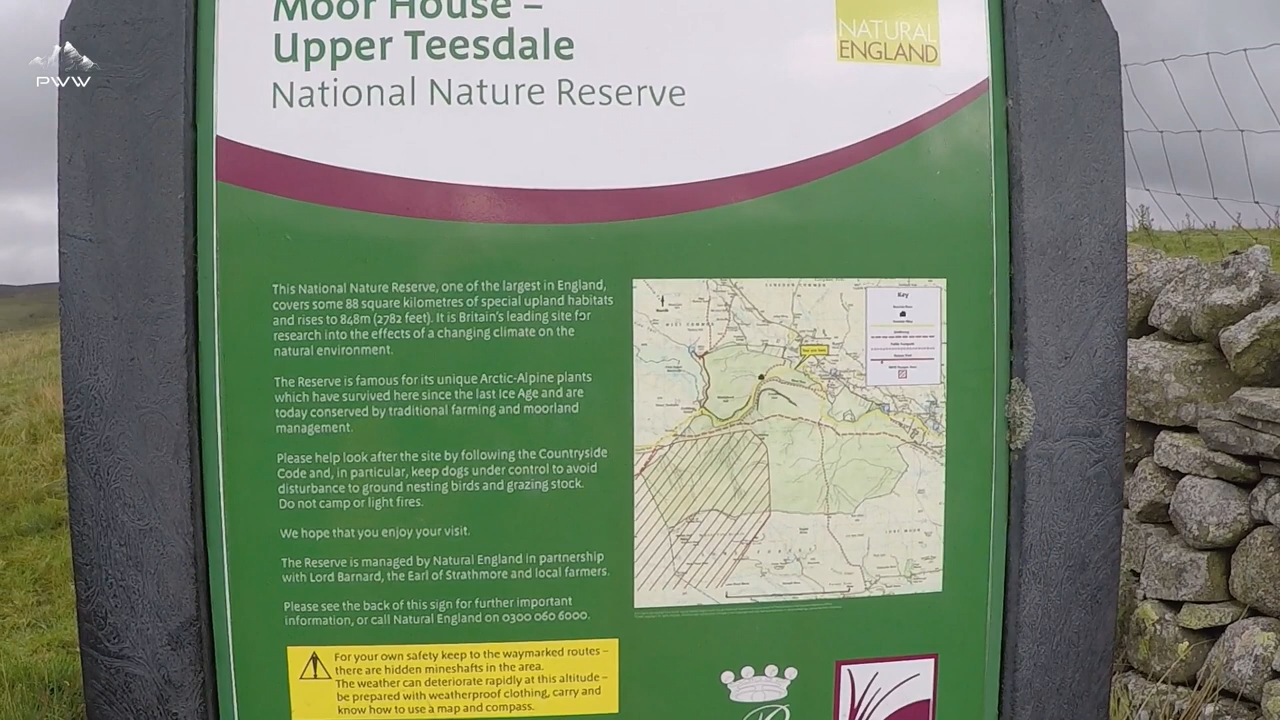 PWW
Moor House –
Upper Teesdale
National Nature Reserve
NATURAL
ENGLAND
This National Nature Reserve, one of the largest in England,
covers some 88 square kilometres of special upland habitats
and rises to 848m (2782 feet). It is Britain's leading site for
research into the effects of a changing climate on the
natural environment.
The Reserve is famous for its unique Arctic-Alpine plants
which have survived here since the last Ice Age and are
today conserved by traditional farming and moorland
management.
Please help look after the site by following the Countryside
Code and, in particular, keep dogs under control to avoid
disturbance to ground nesting birds and grazing stock.
Do not camp or light fires.
We hope that you enjoy your visit.
The Reserve is managed by Natural England in partnership
with Lord Barnard, the Earl of Strathmore and local farmers.
Please see the back of this sign for further important
information, or call Natural England on 0300 060 6000.
For your own safety keep to the waymarked routes –
there are hidden mineshafts in the area.
The weather can deteriorate rapidly at this altitude –
be prepared with weatherproof clothing, carry and
know how to use a map and compass.
Key
You are here